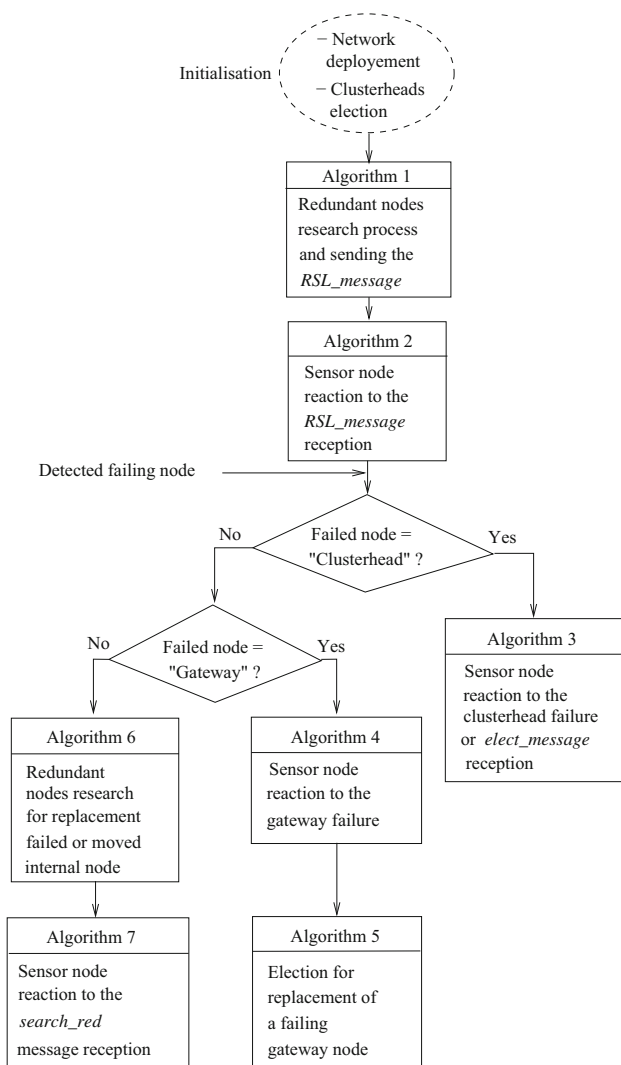 Initialisation
− Network
deployement
− Clusterheads
election
Algorithm 1
Redundant nodes
research process
and sending the
RSL_message
Algorithm 2
Sensor node
reaction to the
RSL_message
reception
Detected failing node
Failed node =
"Clusterhead" ?
No
Yes
Failed node =
"Gateway" ?
No
Yes
Algorithm 3
Sensor node
reaction to the
clusterhead failure
or elect_message
reception
Algorithm 6
Redundant
nodes research
for replacement
failed or moved
internal node
Algorithm 4
Sensor node
reaction to the
gateway failure
Algorithm 7
Sensor node
reaction to the
search_red
message reception
Algorithm 5
Election for
replacement of
a failing
gateway node